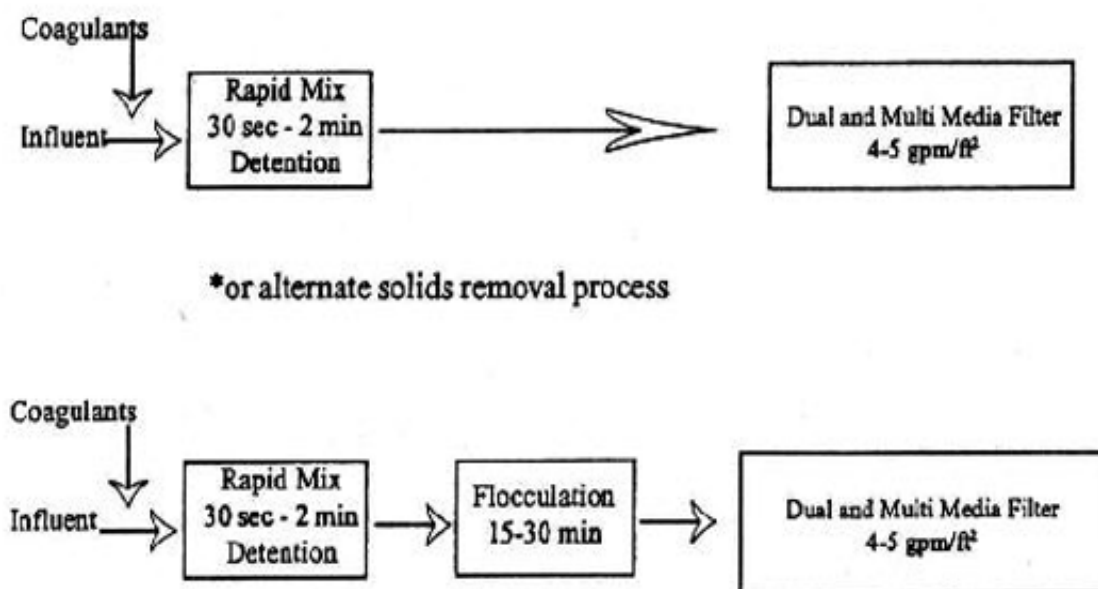 Coagulants
Influent
Rapid Mix
30 sec - 2 min
Detention
Dual and Multi Media Filter
4-5 gpm/ft²
*or alternate solids removal process
Coagulants
Influent
Rapid Mix
30 sec - 2 min
Detention
Flocculation
15-30 min
Dual and Multi Media Filter
4-5 gpm/ft²